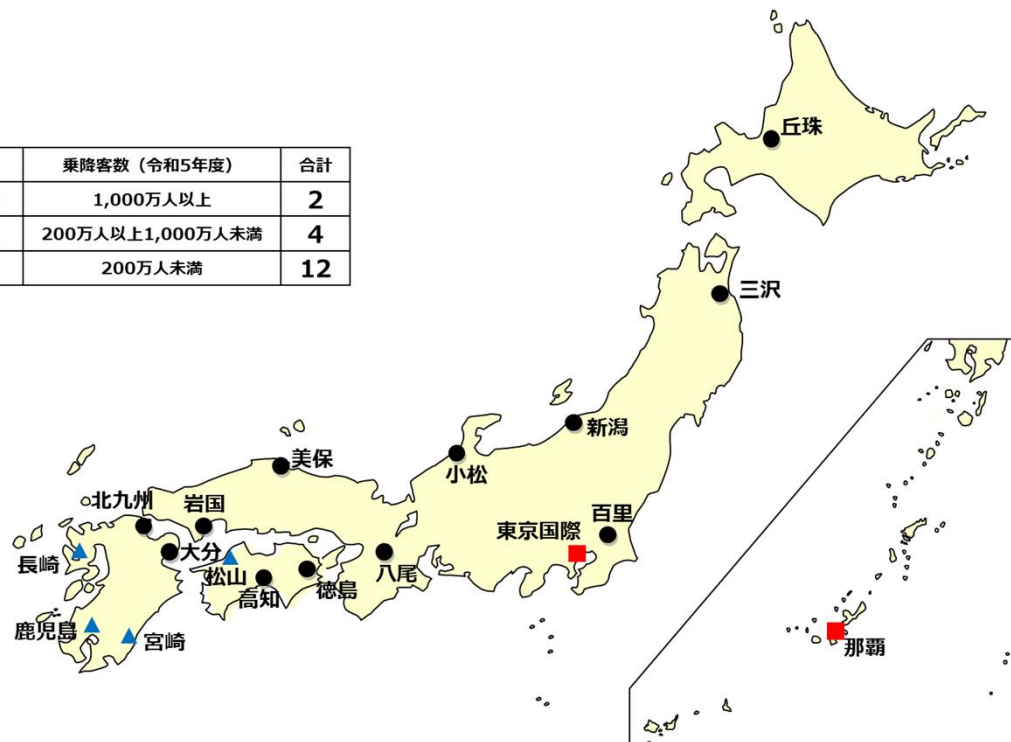 乗降客数（令和5年度） 合計
1,000万人以上 2
200万人以上1,000万人未満 4
200万人未満 12
丘珠
三沢
新潟
小松
美保
北九州
岩国
百里
東京国際
長崎
大分
松山
高知
徳島
八尾
鹿児島
宮崎
那覇